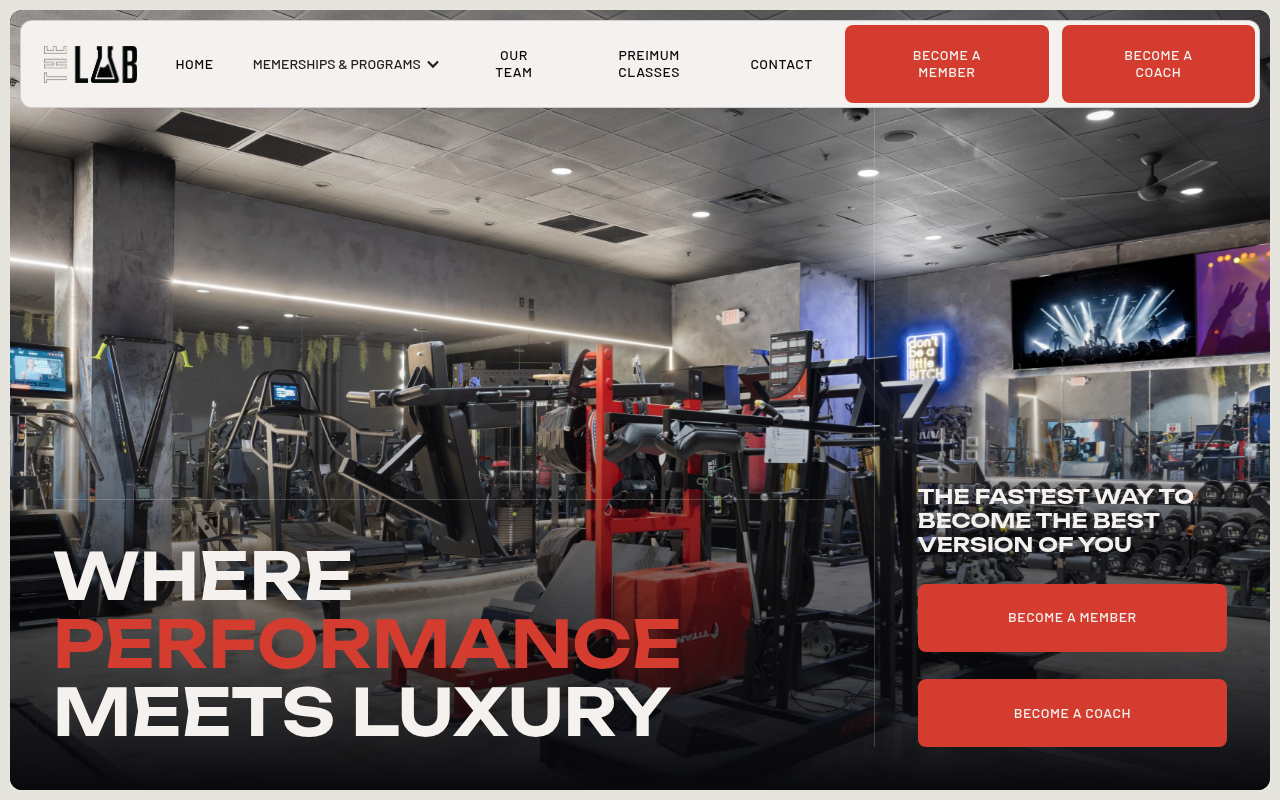 THE LAB
HOME
MEMERSHIPS & PROGRAMS
OUR
TEAM
PREIMUM
CLASSES
CONTACT
BECOME A
MEMBER
BECOME A
COACH
don't
be a
little
BITCH
THE FASTEST WAY TO
BECOME THE BEST
VERSION OF YOU
WHERE
PERFORMANCE
MEETS LUXURY
BECOME A MEMBER
BECOME A COACH
TITAN